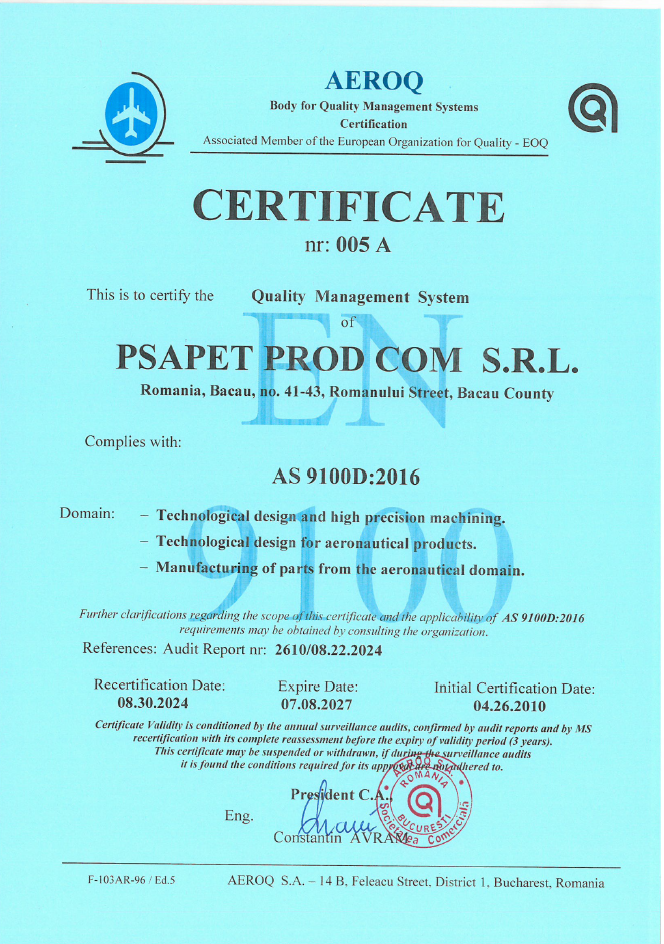 AEROQ
Body for Quality Management Systems
Certification
Associated Member of the European Organization for Quality - EOQ
CERTIFICATE
nr: 005 A
This is to certify the Quality Management System
of
EN
PSAPET PROD COM S.R.L.
Romania, Bacau, no. 41-43, Romanului Street, Bacau County
Complies with:
AS 9100D:2016
9100
Domain: – Technological design and high precision machining.
– Technological design for aeronautical products.
– Manufacturing of parts from the aeronautical domain.
Further clarifications regarding the scope of this certificate and the applicability of AS 9100D:2016
requirements may be obtained by consulting the organization.
References: Audit Report nr: 2610/08.22.2024
Recertification Date: Expire Date: Initial Certification Date:
08.30.2024 07.08.2027 04.26.2010
Certificate Validity is conditioned by the annual surveillance audits, confirmed by audit reports and by MS
recertification with its complete reassessment before the expiry of validity period (3 years).
This certificate may be suspended or withdrawn, if during the surveillance audits
it is found the conditions required for its approval are not adhered to.
President C.A.,
Eng.
Constantin AVRAM
AEROQ S.A.
ROMANIA
BUCURESTI
Societatea Comercială
F-103AR-96 / Ed.5 AEROQ S.A. – 14 B, Feleacu Street, District 1, Bucharest, Romania